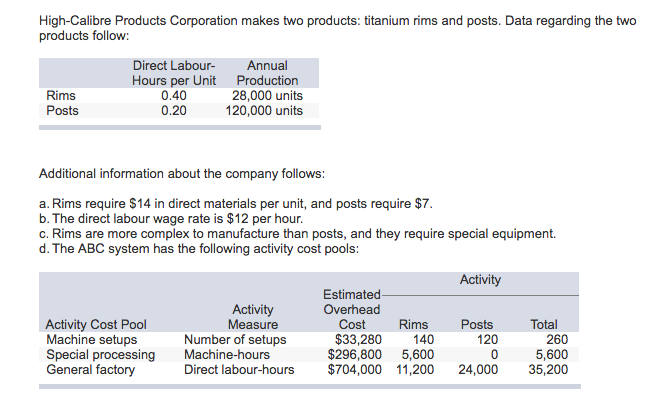 High-Calibre Products Corporation makes two products: titanium rims and posts. Data regarding the two
products follow:
Direct Labour- Annual
Hours per Unit Production
Rims 0.40 28,000 units
Posts 0.20 120,000 units
Additional information about the company follows:
a. Rims require $14 in direct materials per unit, and posts require $7.
b. The direct labour wage rate is $12 per hour.
c. Rims are more complex to manufacture than posts, and they require special equipment.
d. The ABC system has the following activity cost pools:
Activity
Estimated
Activity Overhead
Activity Cost Pool Measure Cost Rims Posts Total
Machine setups Number of setups $33,280 140 120 260
Special processing Machine-hours $296,800 5,600 0 5,600
General factory Direct labour-hours $704,000 11,200 24,000 35,200